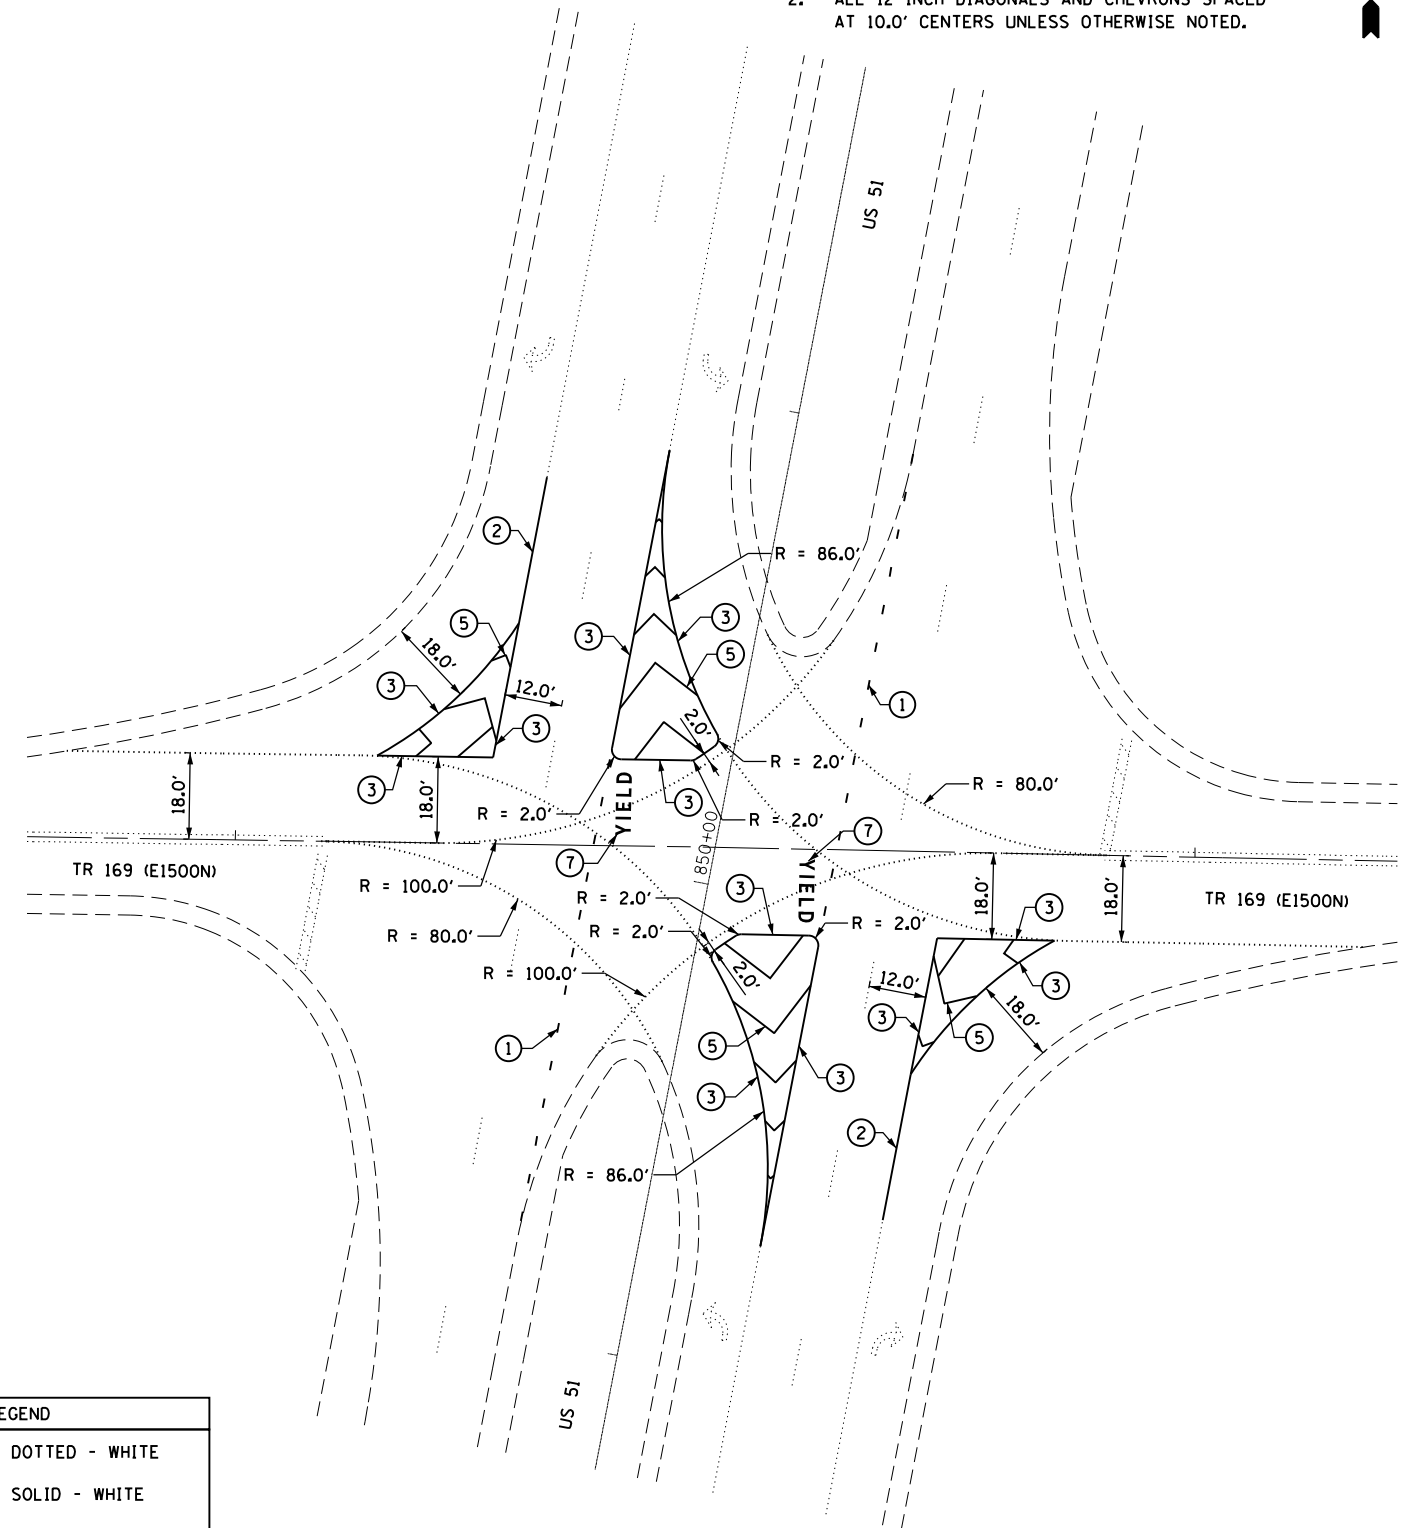 2. ALL 12 INCH DIAGONALS AND CHEVRONS SPACED
AT 10.0' CENTERS UNLESS OTHERWISE NOTED.
US 51
2
R = 86.0'
5
3
3
18.0'
5
3
12.0'
2.0'
1
3
R = 2.0'
18.0'
3
18.0'
YIELD
3
R = 80.0'
R = 2.0'
R = 2.0'
850+00
7
7
TR 169 (E1500N)
R = 100.0'
3
YIELD
18.0'
18.0'
TR 169 (E1500N)
R = 2.0'
3
R = 80.0'
R = 2.0'
R = 2.0'
R = 100.0'
2.0'
12.0'
3
18.0'
3
5
1
5
3
3
2
R = 86.0'
US 51
EGEND
DOTTED - WHITE
SOLID - WHITE